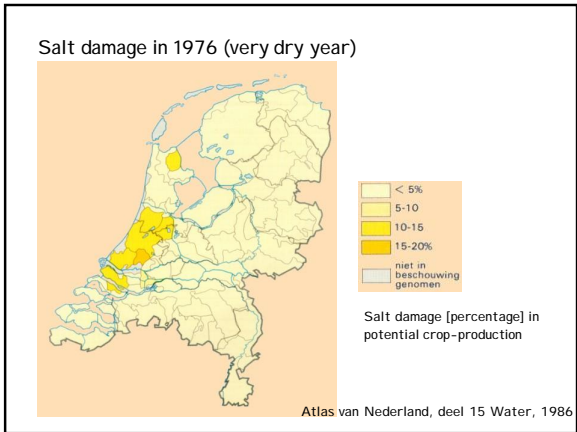 Salt damage in 1976 (very dry year)
< 5%
5-10
10-15
15-20%
niet in
beschouwing
genomen
Salt damage [percentage] in
potential crop-production
Atlas van Nederland, deel 15 Water, 1986